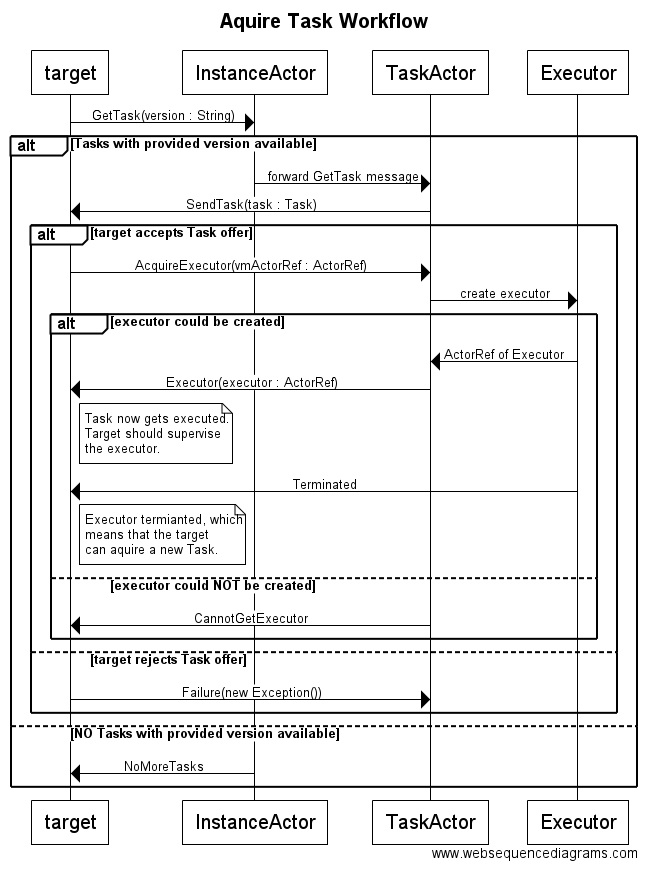 Aquire Task Workflow
target
InstanceActor
TaskActor
Executor
GetTask(version : String)
alt
[Tasks with provided version available]
forward GetTask message
SendTask(task : Task)
alt
[target accepts Task offer]
AcquireExecutor(vmActorRef : ActorRef)
create executor
alt
[executor could be created]
ActorRef of Executor
Executor(executor : ActorRef)
Task now gets executed.
Target should supervise
the executor.
Terminated
Executor termianted, which
means that the target
can aquire a new Task.
[executor could NOT be created]
CannotGetExecutor
[target rejects Task offer]
Failure(new Exception())
[NO Tasks with provided version available]
NoMoreTasks
target
InstanceActor
TaskActor
Executor
www.websequencediagrams.com